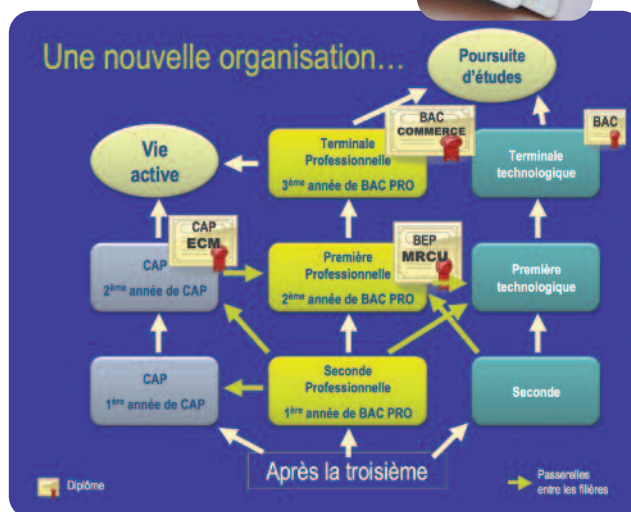 Une nouvelle organisation…
Poursuite
d'études
Vie
active
Terminale
Professionnelle
3ème année de BAC PRO
BAC
COMMERCE
Terminale
technologique
BAC
CAP
2ème année de CAP
CAP
ECM
Première
Professionnelle
2ème année de BAC PRO
BEP
MRCU
Première
technologique
CAP
1ère année de CAP
Seconde
Professionnelle
1ère année de BAC PRO
Seconde
Après la troisième
Diplôme
Passerelles
entre les filières